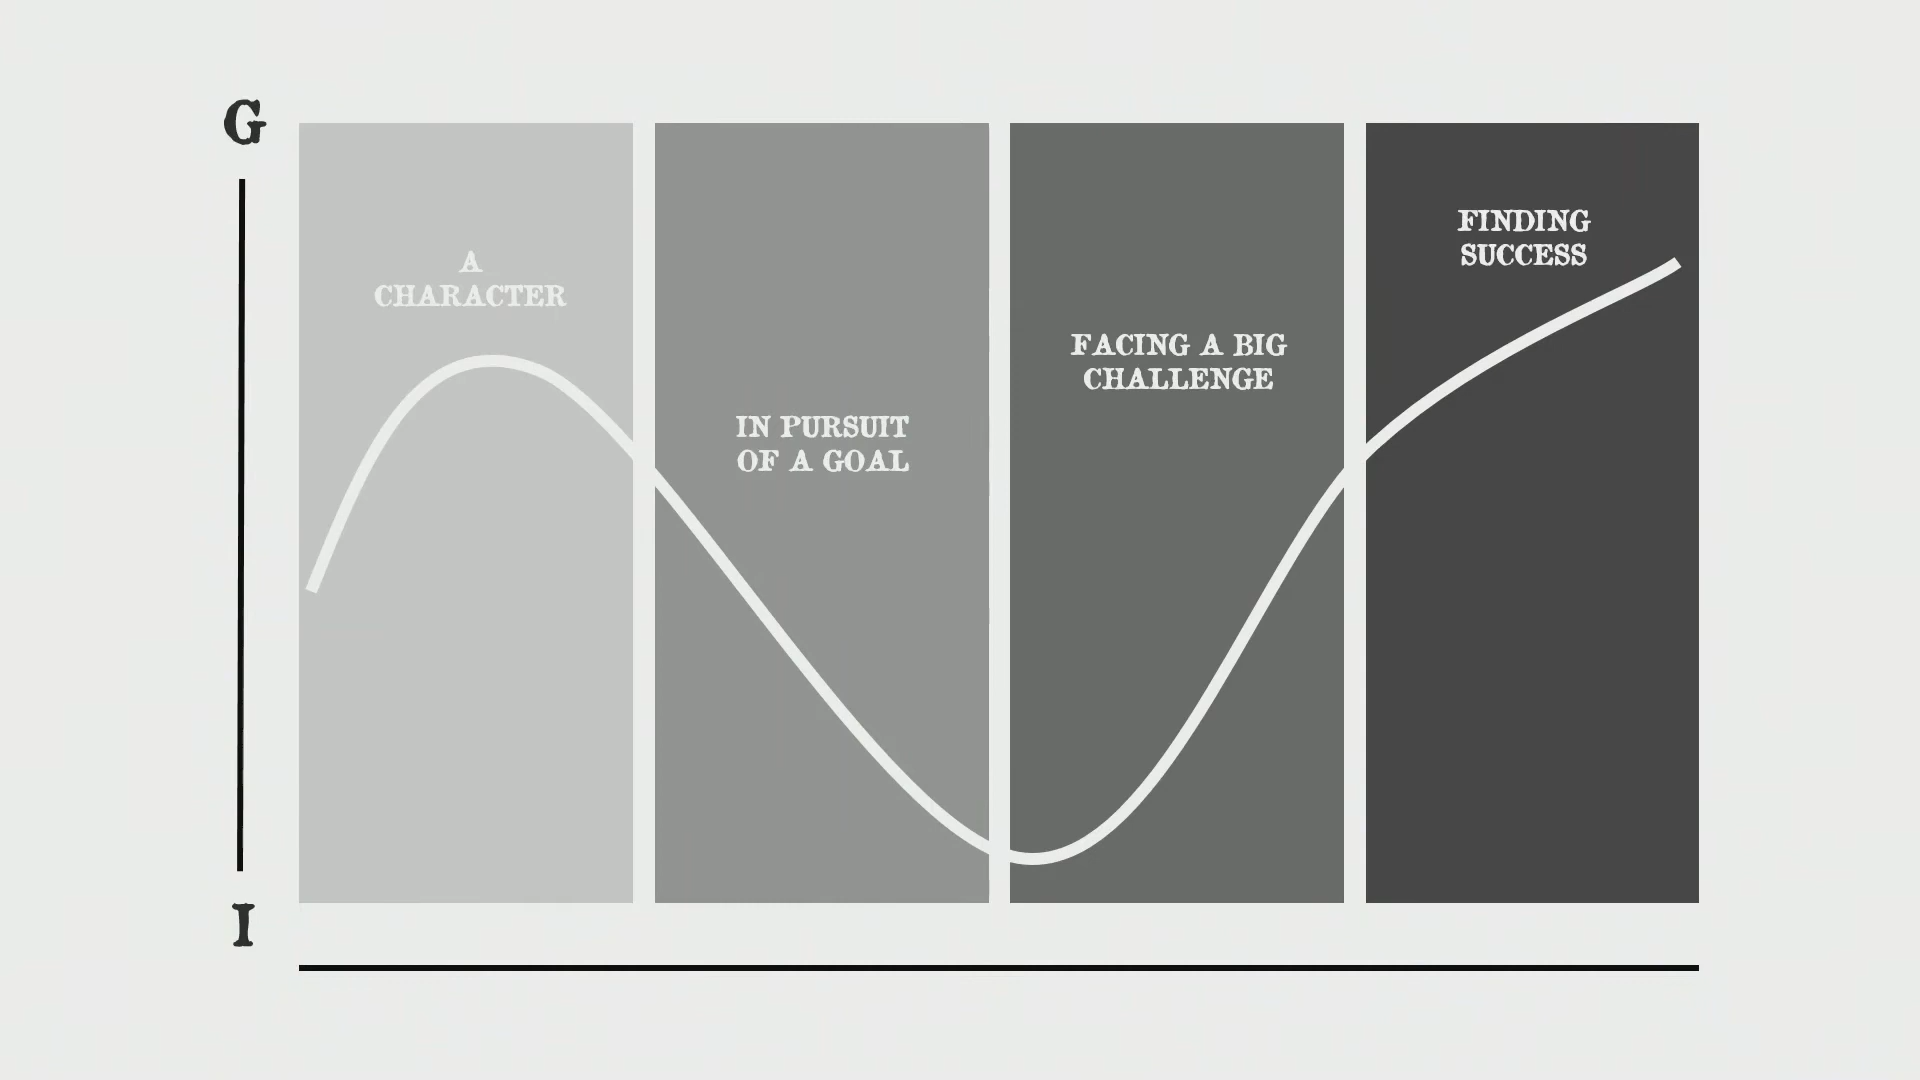 G
A
CHARACTER
IN PURSUIT
OF A GOAL
FACING A BIG
CHALLENGE
FINDING
SUCCESS
I